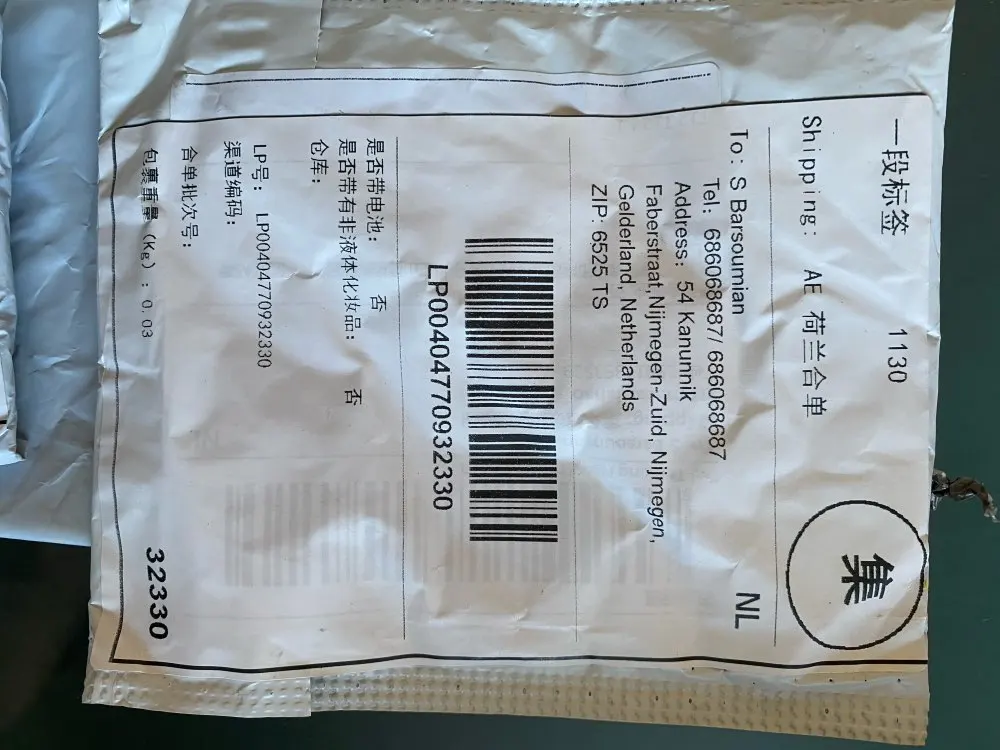 一段标签 1130
Shipping: AE 荷兰合单
集
To: S Barsoumian
NL
Tel: 686068687/ 686068687
Address: 54 Kanunnik
Faberstraat,Nijmegen-Zuid, Nijmegen,
Gelderland, Netherlands
ZIP: 6525 TS
LP00404770932330
是否带电池: 否
是否带有非液体化妆品: 否
仓库:
LP号: LP00404770932330
渠道编码:
合单批次号:
包裹重量 (Kg) : 0.03
32330